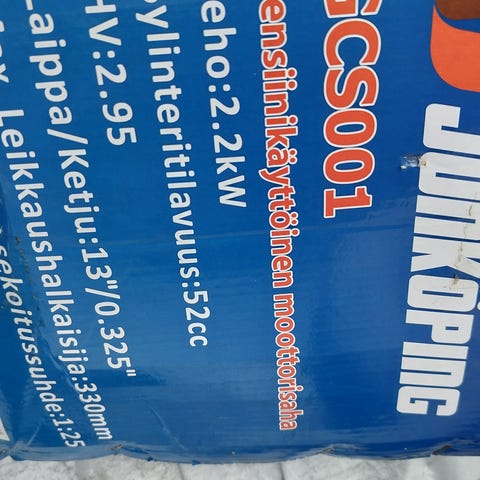 JÖNKÖPING
GCS001
ensiinikäyttöinen moottorisaha
eho:2.2kW
ylinteritilavuus:52cc
HV:2.95
Laippa/Ketju:13"/0.325"
Leikkaushalkaisija:330mm
sekoitussuhde:1:25